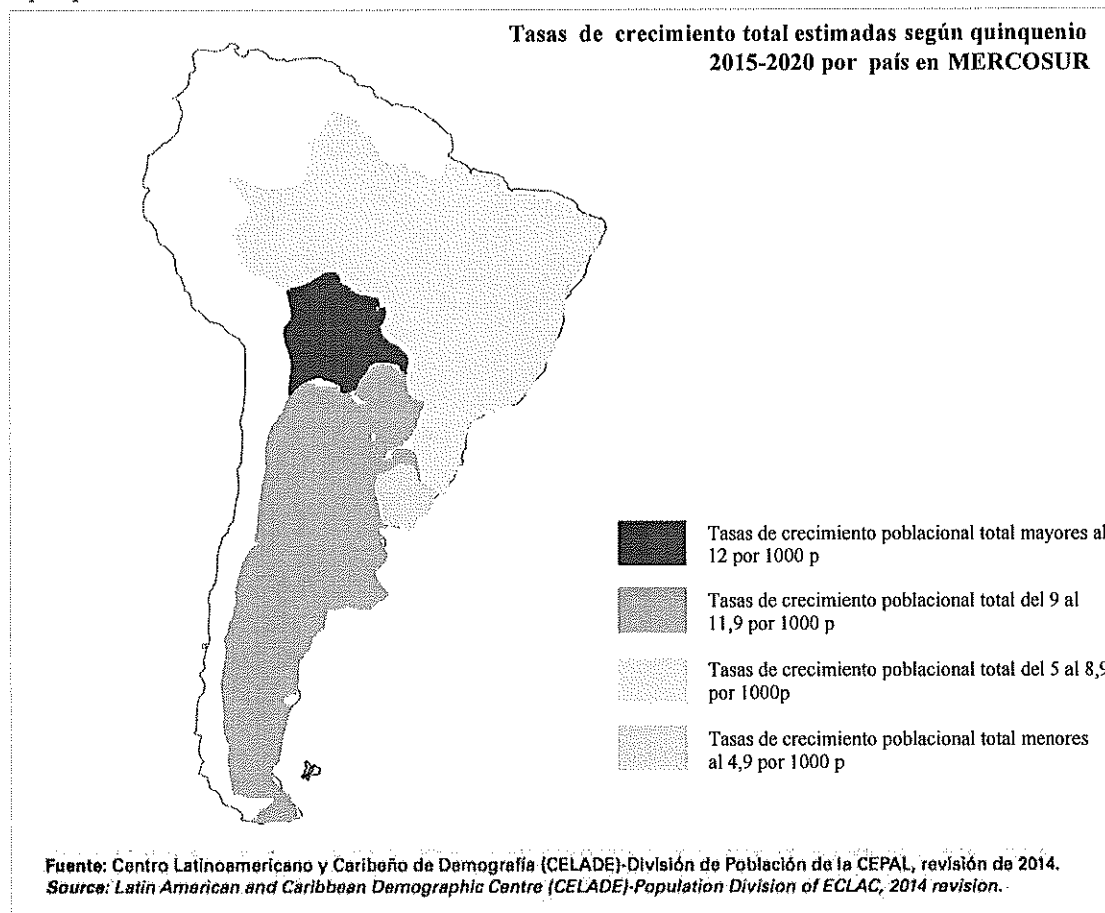 Tasas de crecimiento total estimadas según quinquenio
2015-2020 por país en MERCOSUR
Tasas de crecimiento poblacional total mayores al
12 por 1000 p
Tasas de crecimiento poblacional total del 9 al
11,9 por 1000 p
Tasas de crecimiento poblacional total del 5 al 8,9
por 1000p
Tasas de crecimiento poblacional total menores
al 4,9 por 1000 p
Fuente: Centro Latinoamericano y Caribeño de Demografía (CELADE)-División de Población de la CEPAL, revisión de 2014.
Source: Latin American and Caribbean Demographic Centre (CELADE)-Population Division of ECLAC, 2014 revision.